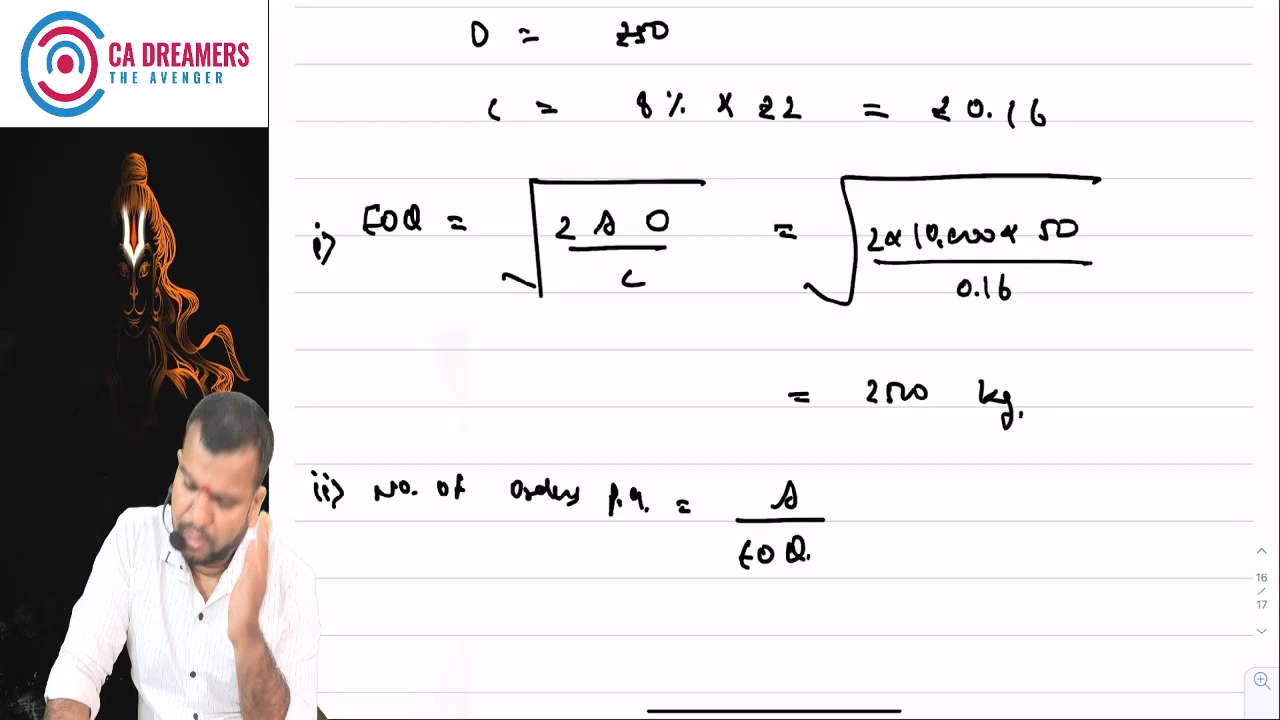 CA DREAMERS
THE AVENGER
O = ₹50
C = 8% × ₹2 = ₹0.16
i) EOQ = √(2 A O / C) = √(2 × 10,000 × 50 / 0.16)
= 2500 kg.
ii) No. of orders p.a. = A / EOQ.
16
/
17